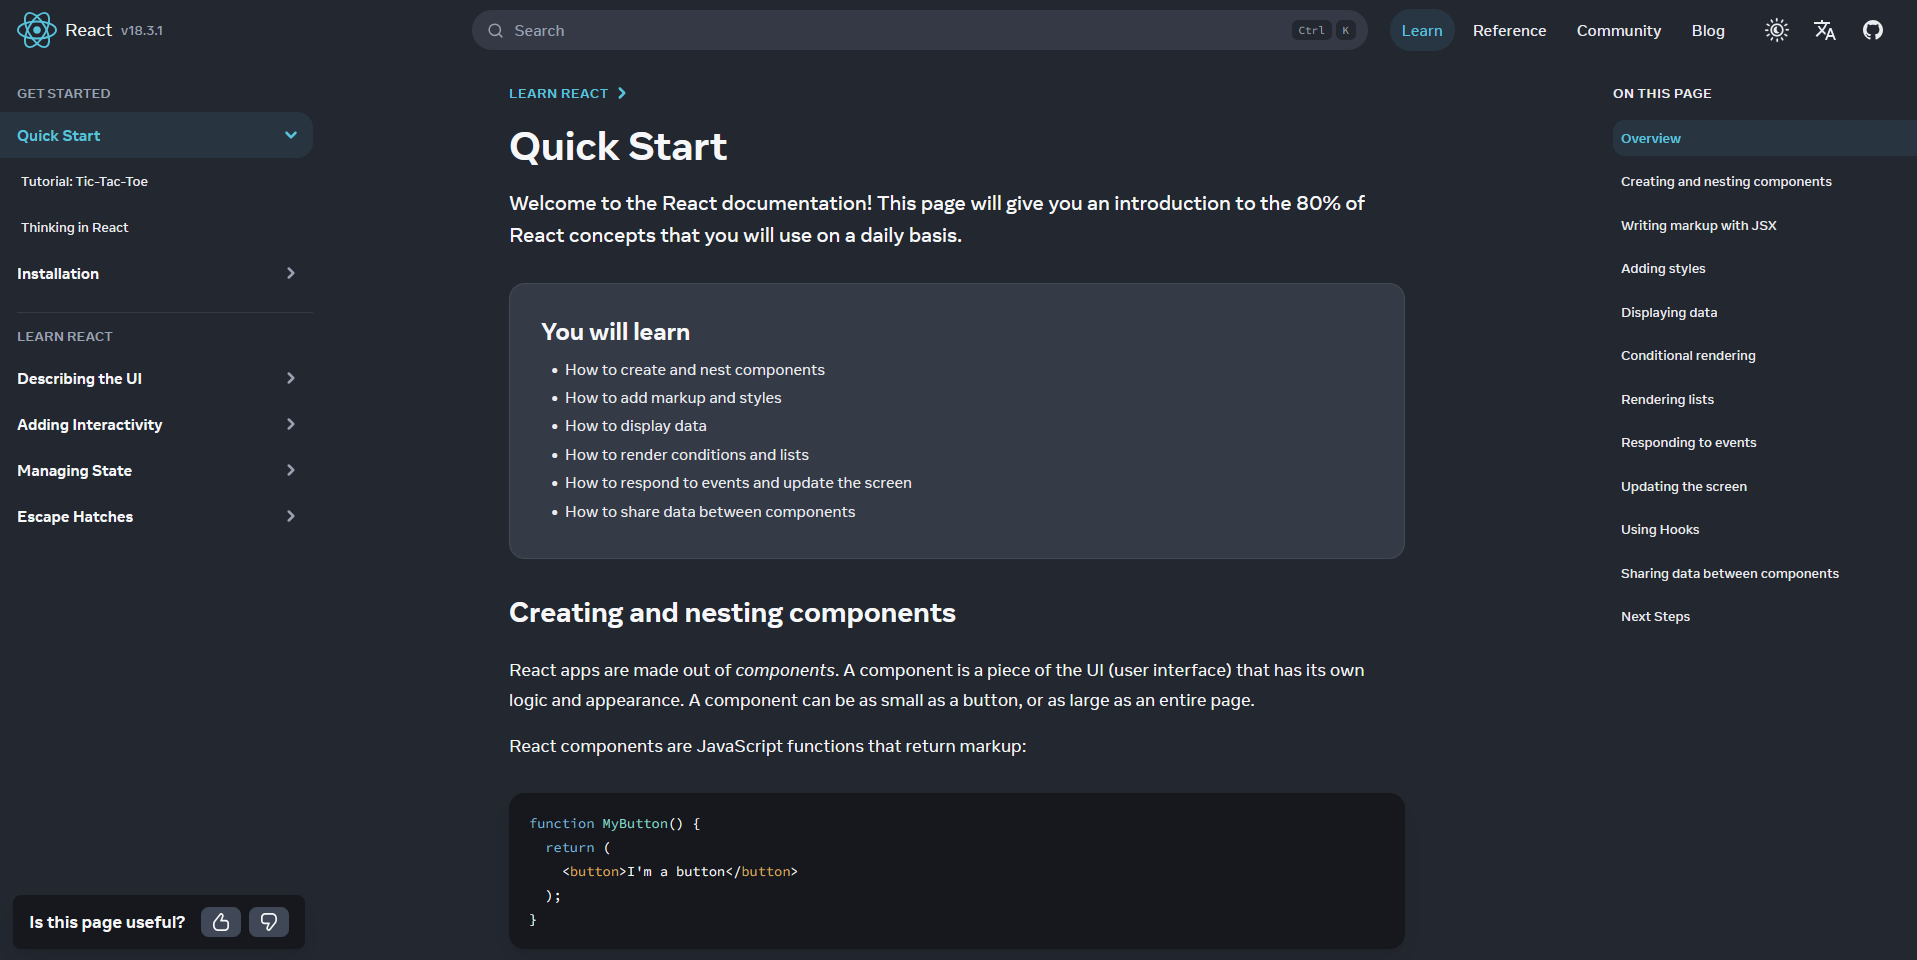 React v18.3.1
Search
Ctrl K
Learn
Reference
Community
Blog
GET STARTED
Quick Start
Tutorial: Tic-Tac-Toe
Thinking in React
Installation
LEARN REACT
Describing the UI
Adding Interactivity
Managing State
Escape Hatches
Is this page useful?
LEARN REACT
Quick Start
Welcome to the React documentation! This page will give you an introduction to the 80% of
React concepts that you will use on a daily basis.
You will learn
• How to create and nest components
• How to add markup and styles
• How to display data
• How to render conditions and lists
• How to respond to events and update the screen
• How to share data between components
Creating and nesting components
React apps are made out of components. A component is a piece of the UI (user interface) that has its own
logic and appearance. A component can be as small as a button, or as large as an entire page.
React components are JavaScript functions that return markup:
function MyButton() {
  return (
    <button>I'm a button</button>
  );
}
ON THIS PAGE
Overview
Creating and nesting components
Writing markup with JSX
Adding styles
Displaying data
Conditional rendering
Rendering lists
Responding to events
Updating the screen
Using Hooks
Sharing data between components
Next Steps